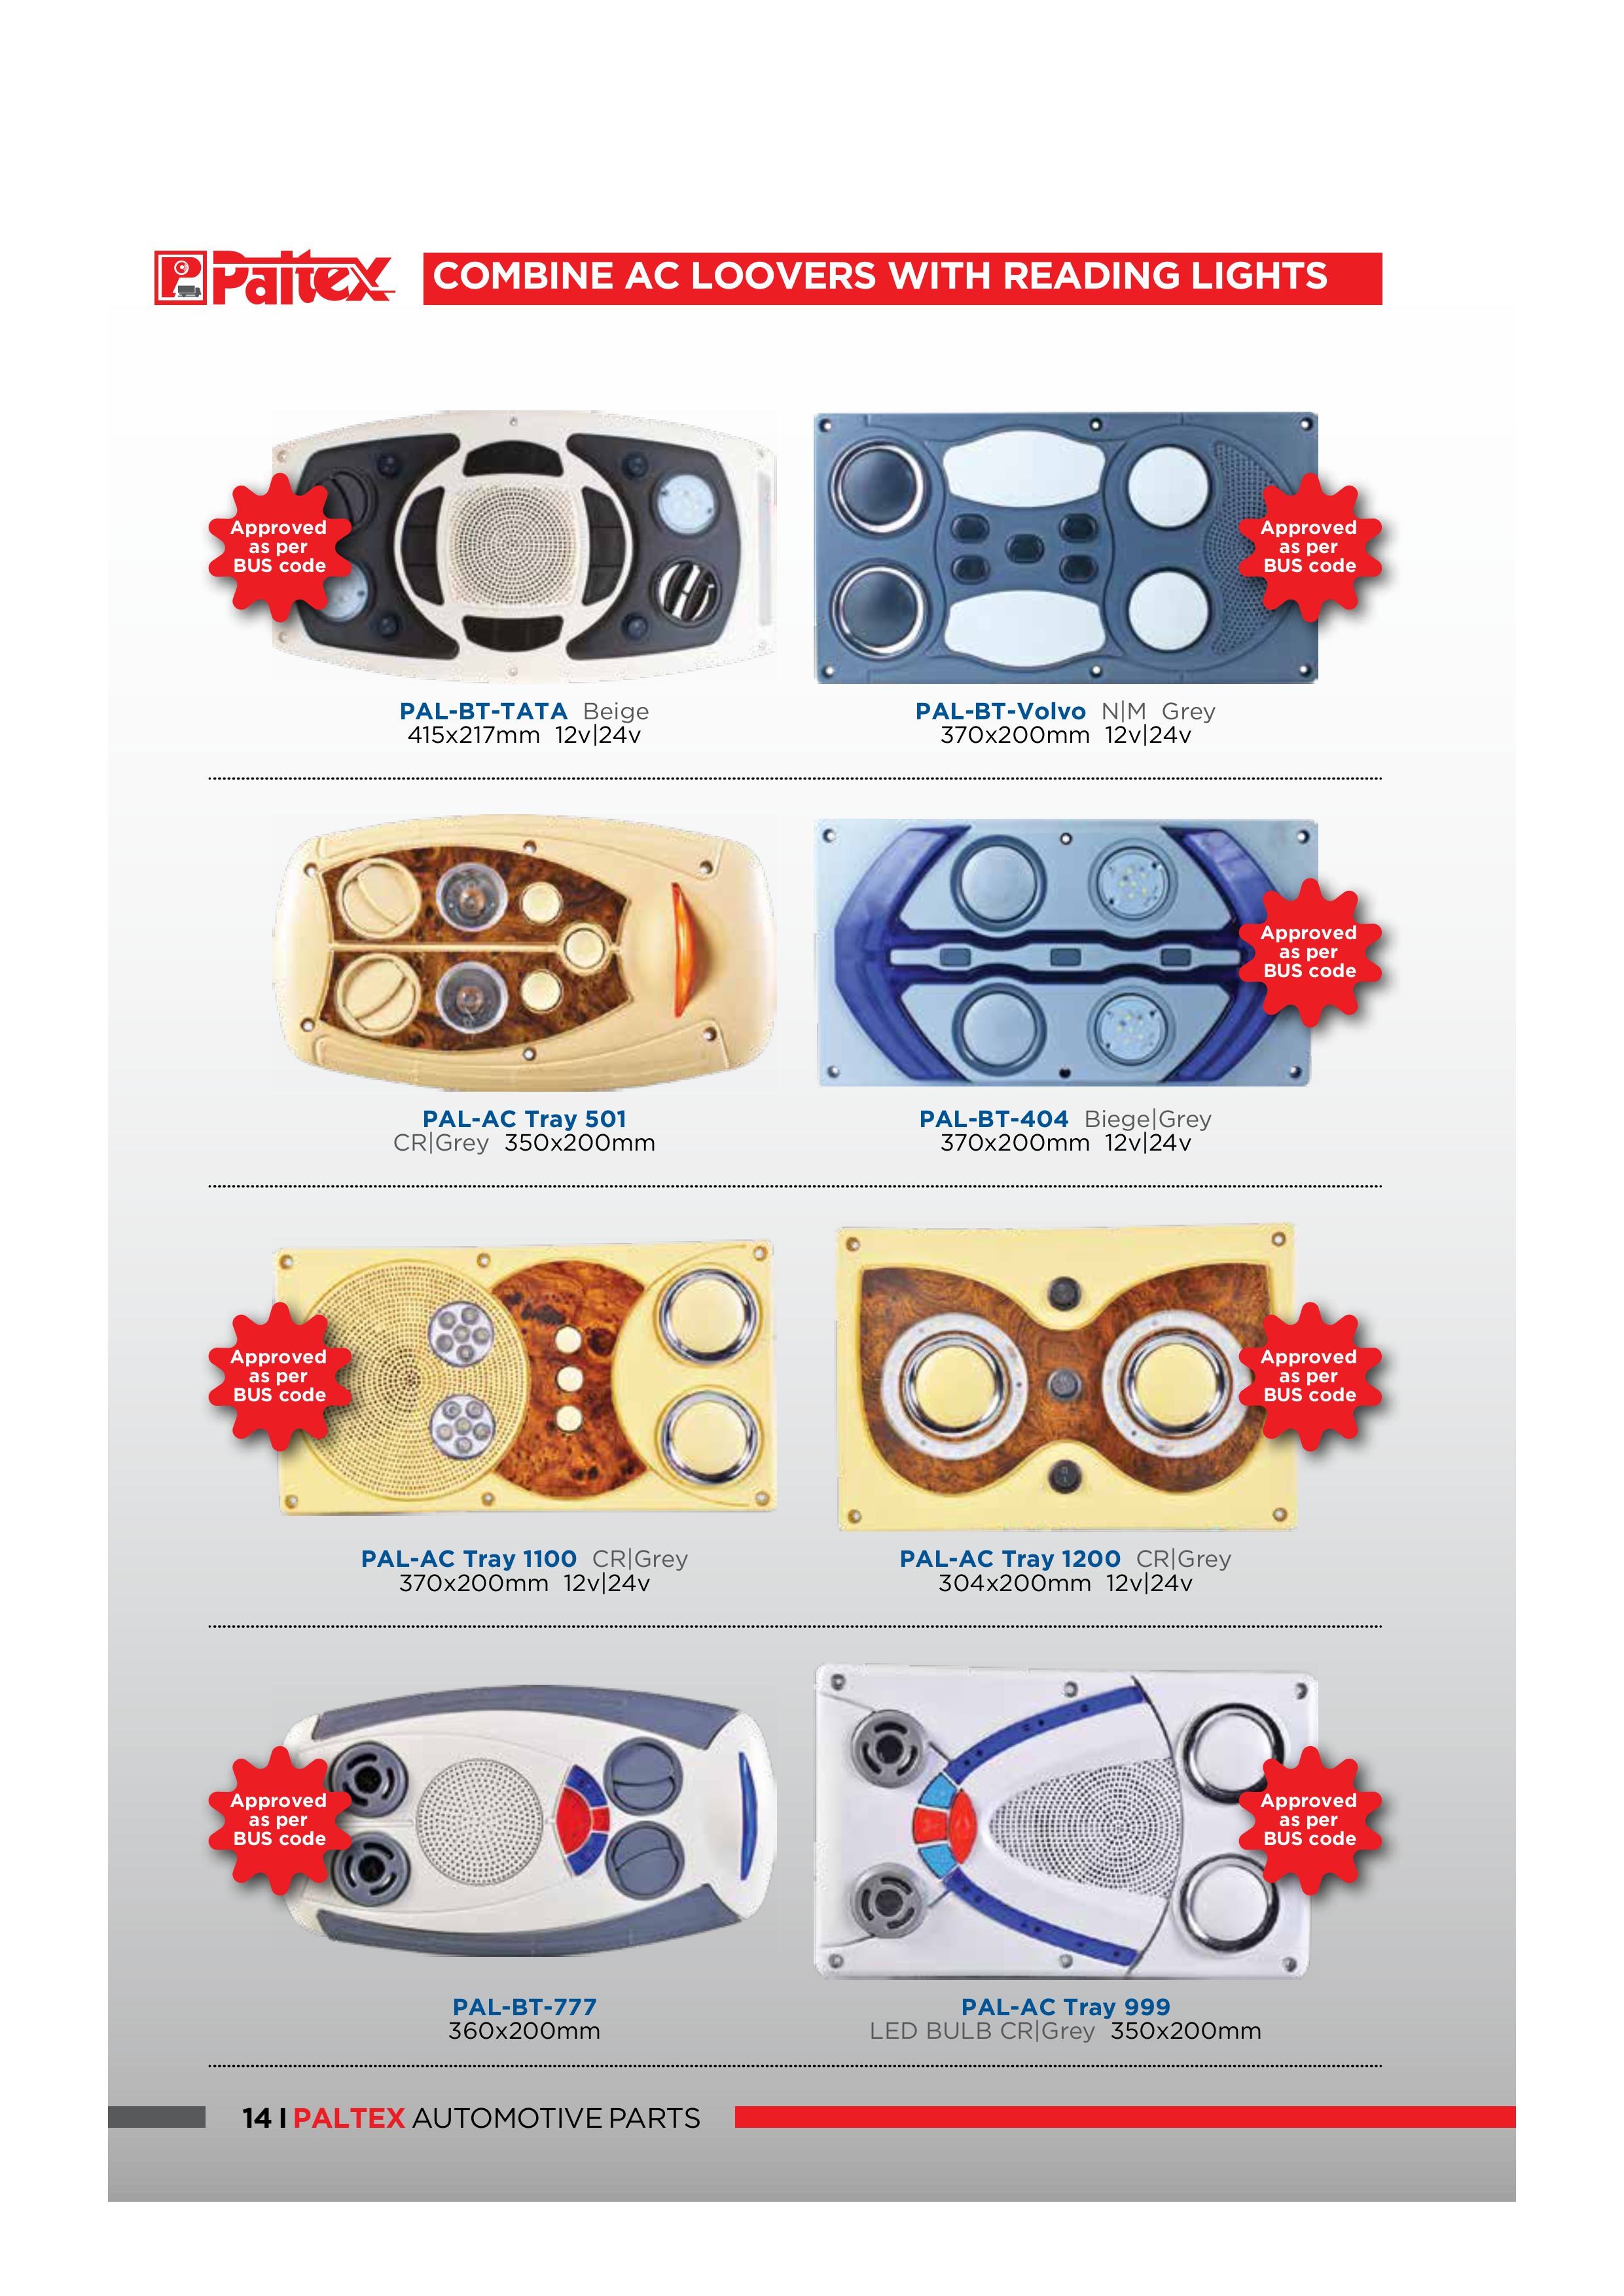 Paltex
COMBINE AC LOOVERS WITH READING LIGHTS
Approved
as per
BUS code
Approved
as per
BUS code
PAL-BT-TATA Beige
415x217mm 12v|24v
PAL-BT-Volvo N|M Grey
370x200mm 12v|24v
Approved
as per
BUS code
PAL-AC Tray 501
CR|Grey 350x200mm
PAL-BT-404 Biege|Grey
370x200mm 12v|24v
Approved
as per
BUS code
Approved
as per
BUS code
PAL-AC Tray 1100 CR|Grey
370x200mm 12v|24v
PAL-AC Tray 1200 CR|Grey
304x200mm 12v|24v
Approved
as per
BUS code
Approved
as per
BUS code
PAL-BT-777
360x200mm
PAL-AC Tray 999
LED BULB CR|Grey 350x200mm
14 I PALTEX AUTOMOTIVE PARTS